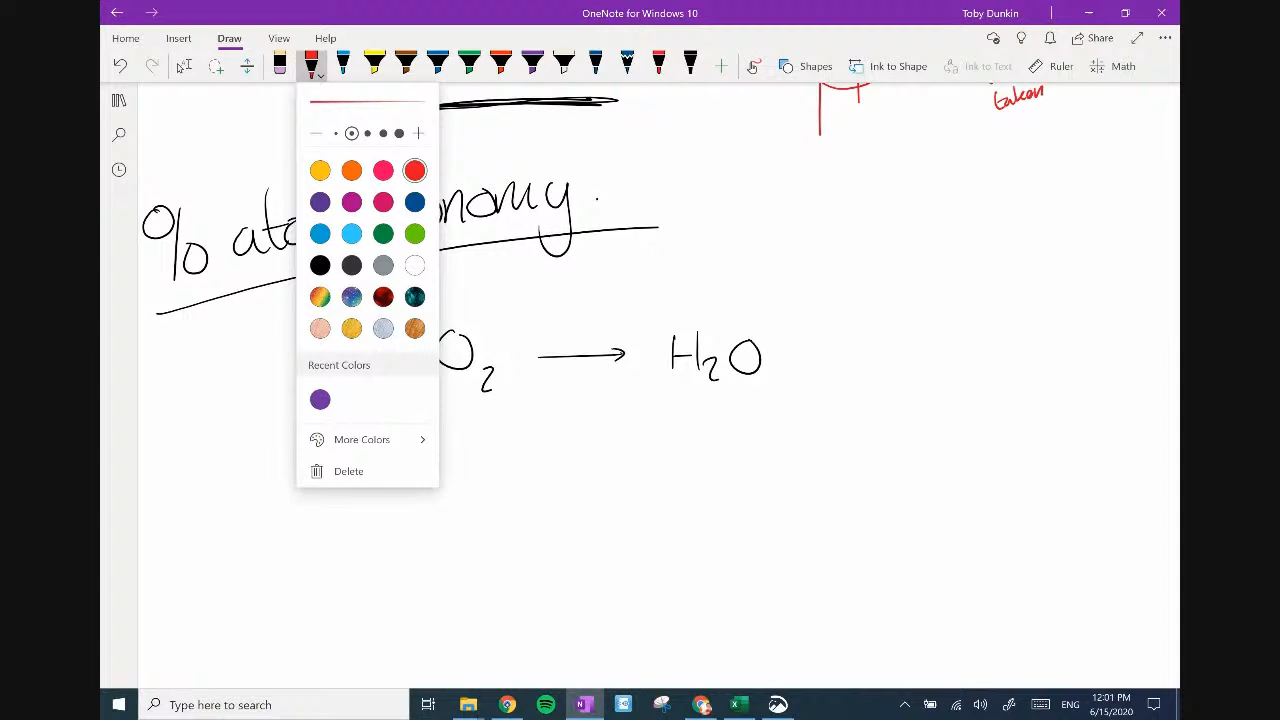 OneNote for Windows 10
Toby Dunkin
Home Insert Draw View Help
Share
Shapes Ink to Shape Ink to Text Ruler Math
taken
% ato nomy.
O2 → H2O
Recent Colors
More Colors
Delete
Type here to search
ENG
12:01 PM
6/15/2020